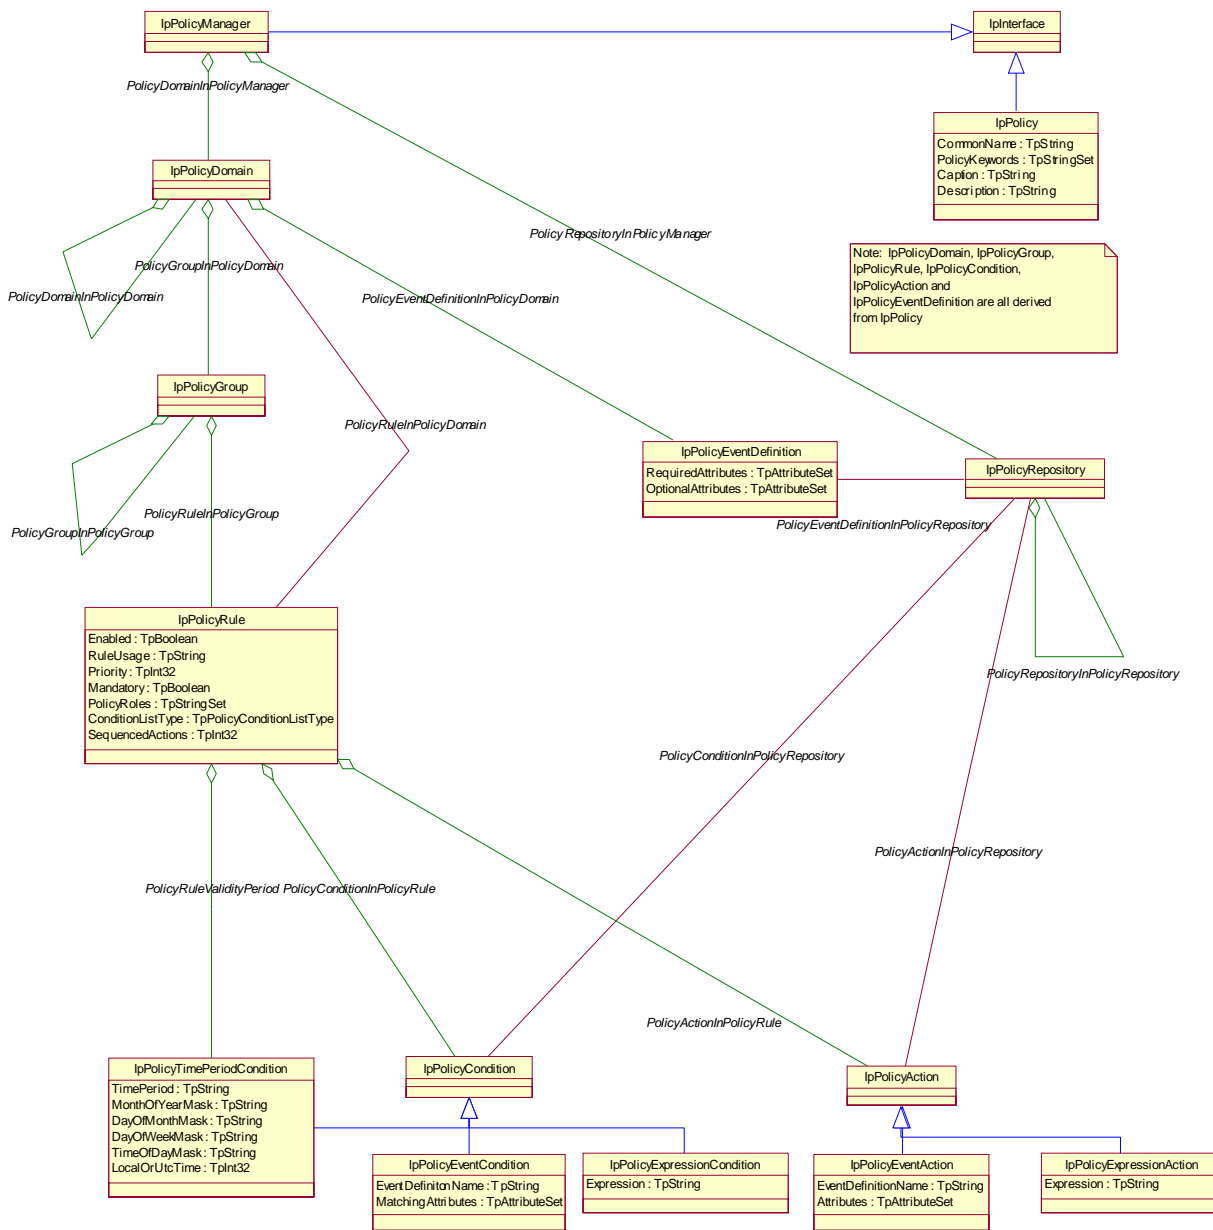 IpPolicyManager
IpInterface
PolicyDomainInPolicyManager
IpPolicy
CommonName : TpString
PolicyKeywords : TpStringSet
Caption : TpString
Description : TpString
IpPolicyDomain
PolicyRepositoryInPolicyManager
Note: IpPolicyDomain, IpPolicyGroup,
IpPolicyRule, IpPolicyCondition,
IpPolicyAction and
IpPolicyEventDefinition are all derived
from IpPolicy
PolicyGroupInPolicyDomain
PolicyDomainInPolicyDomain
PolicyEventDefinitionInPolicyDomain
IpPolicyGroup
PolicyRuleInPolicyDomain
IpPolicyEventDefinition
RequiredAttributes : TpAttributeSet
OptionalAttributes : TpAttributeSet
IpPolicyRepository
PolicyRuleInPolicyGroup
PolicyGroupInPolicyGroup
PolicyEventDefinitionInPolicyRepository
IpPolicyRule
Enabled : TpBoolean
RuleUsage : TpString
Priority : TpInt32
Mandatory : TpBoolean
PolicyRoles : TpStringSet
ConditionListType : TpPolicyConditionListType
SequencedActions : TpInt32
PolicyRepositoryInPolicyRepository
PolicyConditionInPolicyRepository
PolicyActionInPolicyRepository
PolicyRuleValidityPeriod PolicyConditionInPolicyRule
PolicyActionInPolicyRule
IpPolicyTimePeriodCondition
TimePeriod : TpString
MonthOfYearMask : TpString
DayOfMonthMask : TpString
DayOfWeekMask : TpString
TimeOfDayMask : TpString
LocalOrUtcTime : TpInt32
IpPolicyCondition
IpPolicyAction
IpPolicyEventCondition
EventDefinitonName : TpString
MatchingAttributes : TpAttributeSet
IpPolicyExpressionCondition
Expression : TpString
IpPolicyEventAction
EventDefinitionName : TpString
Attributes : TpAttributeSet
IpPolicyExpressionAction
Expression : TpString